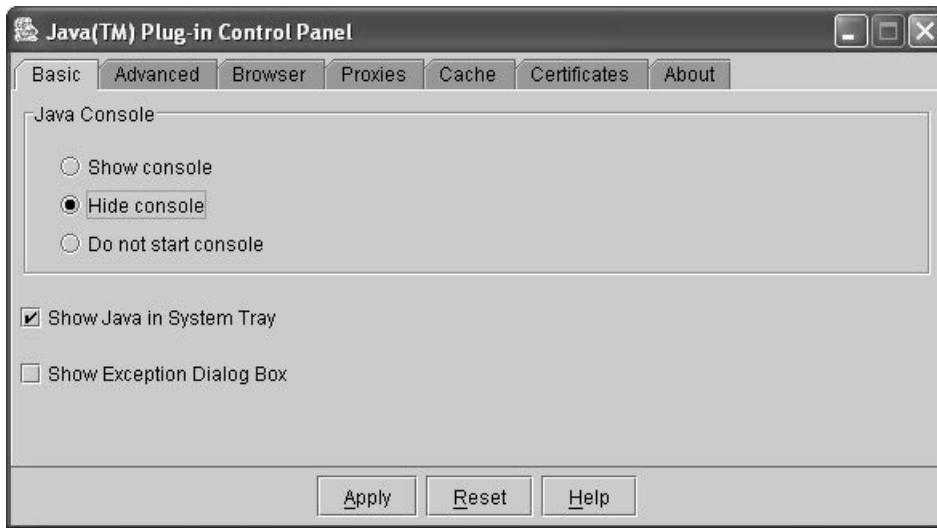 Java(TM) Plug-in Control Panel
Basic Advanced Browser Proxies Cache Certificates About
Java Console
Show console
Hide console
Do not start console
Show Java in System Tray
Show Exception Dialog Box
Apply Reset Help